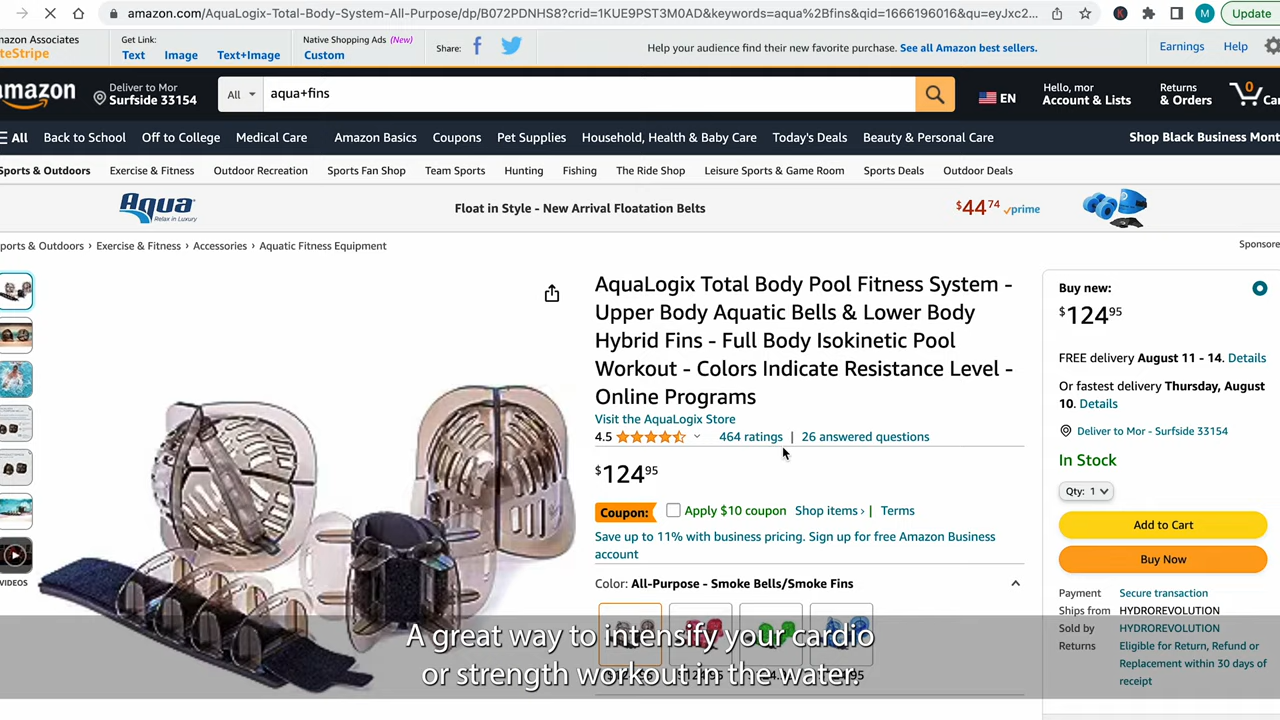 amazon.com/AquaLogix-Total-Body-System-All-Purpose/dp/B072PDNHS8?crid=1KUE9PST3M0AD&keywords=aqua%2Bfins&qid=1666196016&qu=eyJxc2...
M
Update
mazon Associates
teStripe
Get Link:
Text Image Text+Image
Native Shopping Ads (New)
Custom
Share:
Help your audience find their new favorite purchase. See all Amazon best sellers.
Earnings Help
amazon
Deliver to Mor
Surfside 33154
All
aqua+fins
EN
Hello, mor
Account & Lists
Returns
& Orders
0
Car
All Back to School Off to College Medical Care Amazon Basics Coupons Pet Supplies Household, Health & Baby Care Today's Deals Beauty & Personal Care Shop Black Business Mont
Sports & Outdoors Exercise & Fitness Outdoor Recreation Sports Fan Shop Team Sports Hunting Fishing The Ride Shop Leisure Sports & Game Room Sports Deals Outdoor Deals
Aqua
Relax in Luxury
Float in Style - New Arrival Floatation Belts
$44 74 prime
ports & Outdoors › Exercise & Fitness › Accessories › Aquatic Fitness Equipment
Sponsore
VIDEOS
AquaLogix Total Body Pool Fitness System -
Upper Body Aquatic Bells & Lower Body
Hybrid Fins - Full Body Isokinetic Pool
Workout - Colors Indicate Resistance Level -
Online Programs
Visit the AquaLogix Store
4.5 464 ratings | 26 answered questions
$124 95
Coupon: Apply $10 coupon Shop items › | Terms
Save up to 11% with business pricing. Sign up for free Amazon Business
account
Color: All-Purpose - Smoke Bells/Smoke Fins
Buy new:
$124 95
FREE delivery August 11 - 14. Details
Or fastest delivery Thursday, August
10. Details
Deliver to Mor - Surfside 33154
In Stock
Qty: 1
Add to Cart
Buy Now
Payment Secure transaction
Ships from HYDROREVOLUTION
Sold by HYDROREVOLUTION
Returns Eligible for Return, Refund or
Replacement within 30 days of
receipt
A great way to intensify your cardio
or strength workout in the water.